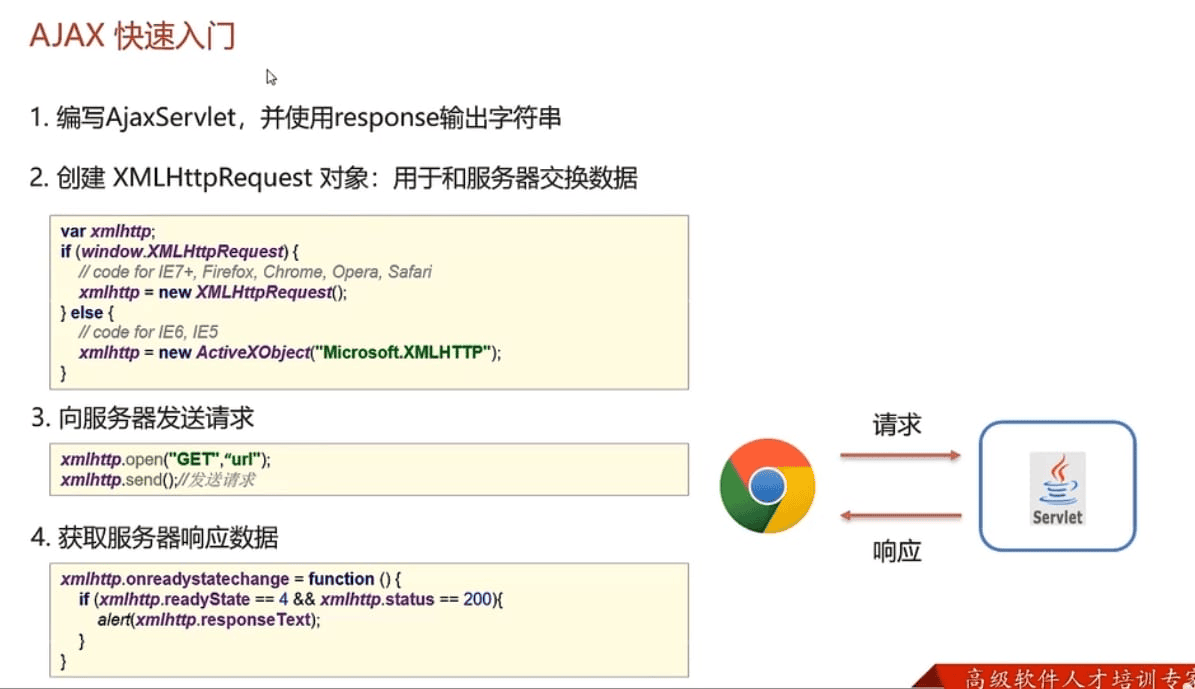 AJAX 快速入门
1. 编写AjaxServlet，并使用response输出字符串
2. 创建 XMLHttpRequest 对象：用于和服务器交换数据
var xmlhttp;
if (window.XMLHttpRequest) {
// code for IE7+, Firefox, Chrome, Opera, Safari
xmlhttp = new XMLHttpRequest();
} else {
// code for IE6, IE5
xmlhttp = new ActiveXObject("Microsoft.XMLHTTP");
}
3. 向服务器发送请求
xmlhttp.open("GET",“url");
xmlhttp.send();//发送请求
4. 获取服务器响应数据
xmlhttp.onreadystatechange = function () {
if (xmlhttp.readyState == 4 && xmlhttp.status == 200){
alert(xmlhttp.responseText);
}
}
请求
Servlet
响应
高级软件人才培训专家